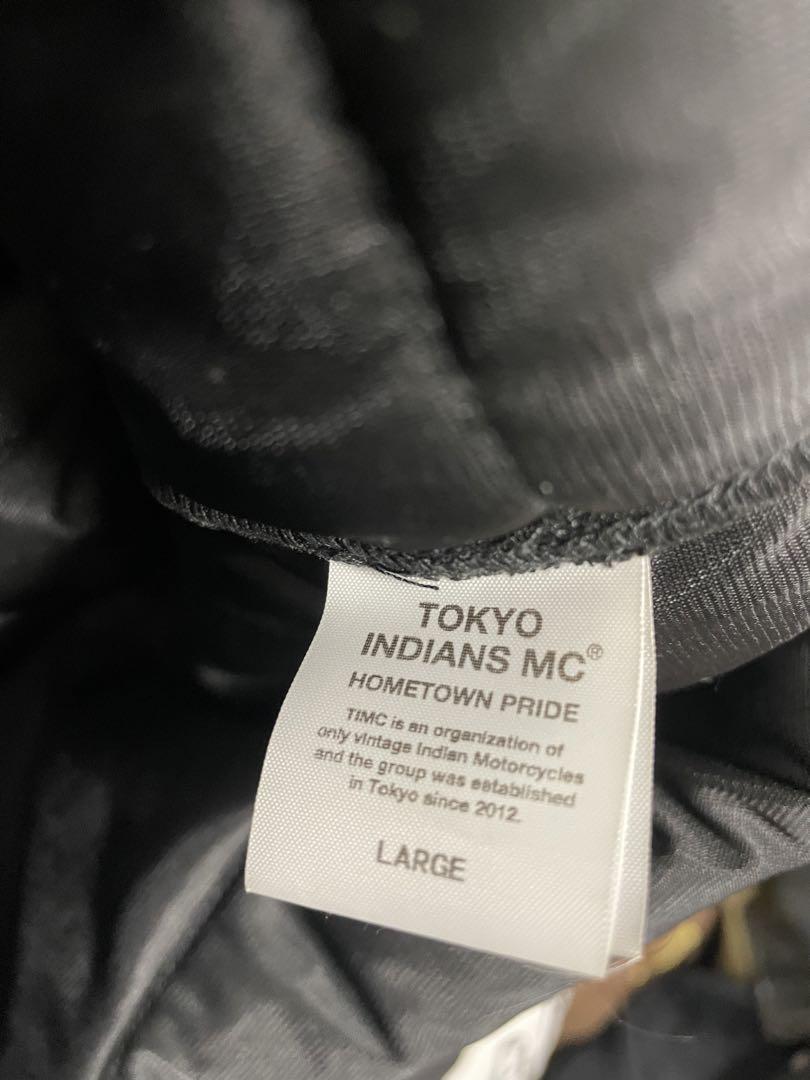 TOKYO
INDIANS MC®
HOMETOWN PRIDE
TIMC is an organization of
only vintage Indian Motorcycles
and the group was established
in Tokyo since 2012.
LARGE